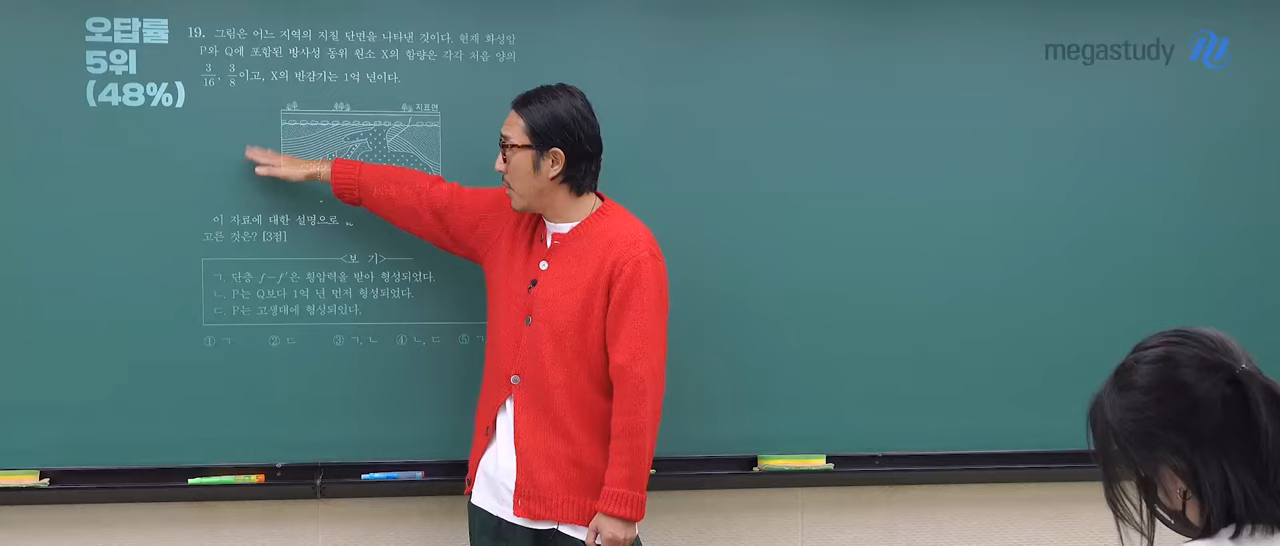 오답률
5위
(48%)
19. 그림은 어느 지역의 지질 단면을 나타낸 것이다. 현재 화성암
P와 Q에 포함된 방사성 동위 원소 X의 함량은 각각 처음 양의
3/16, 3/8이고, X의 반감기는 1억 년이다.
지표면
이 자료에 대한 설명으로
고른 것은? [3점]
<보 기>
ㄱ. 단층 f-f′은 횡압력을 받아 형성되었다.
ㄴ. P는 Q보다 1억 년 먼저 형성되었다.
ㄷ. P는 고생대에 형성되었다.
① ㄱ ② ㄷ ③ ㄱ, ㄴ ④ ㄴ, ㄷ ⑤ ㄱ
megastudy